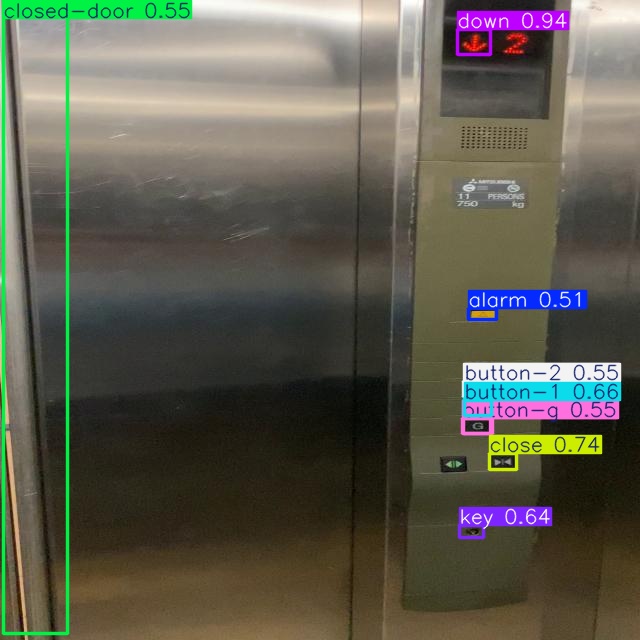 closed-door 0.55
down 0.94
2
MITSUBISHI
11 PERSONS
750 kg
alarm 0.51
button-2 0.55
button-1 0.66
button-g 0.55
G
close 0.74
key 0.64